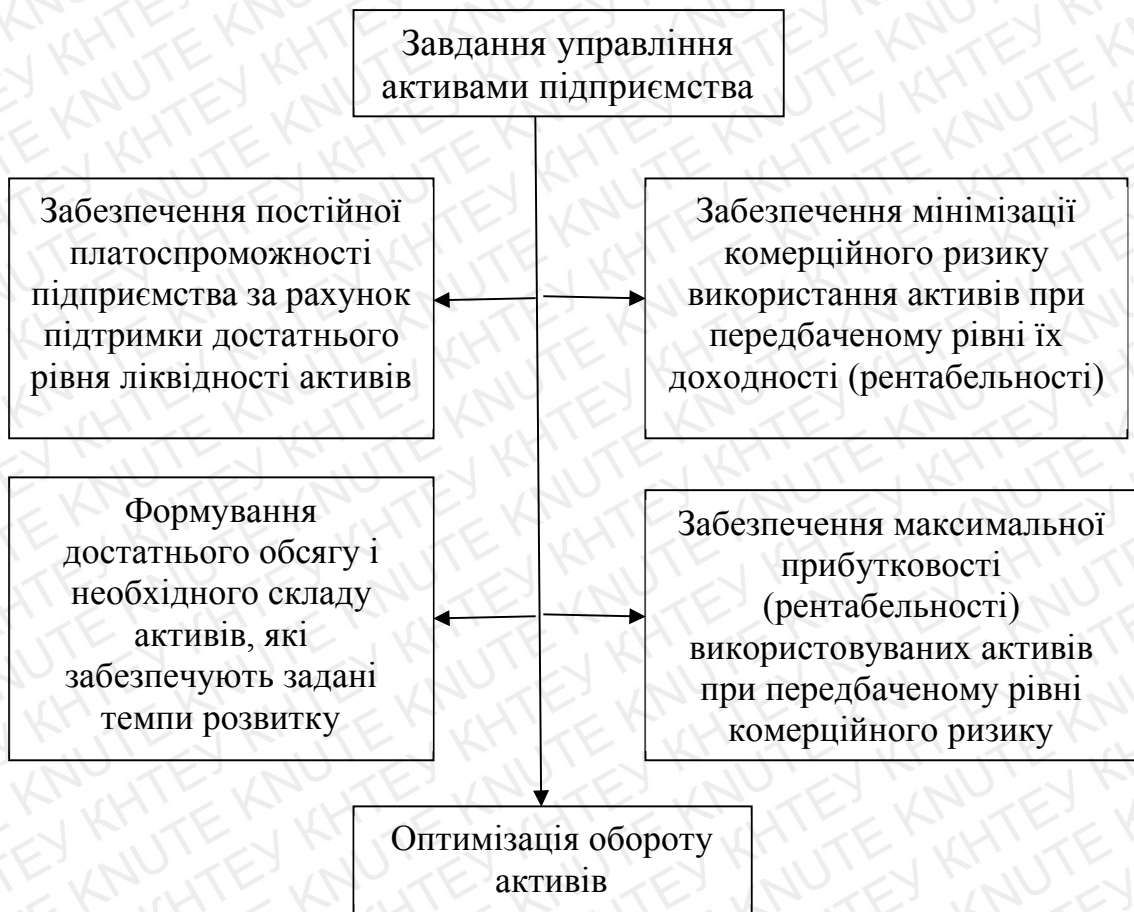 Завдання управління
активами підприємства
Забезпечення постійної
платоспроможності
підприємства за рахунок
підтримки достатнього
рівня ліквідності активів
Забезпечення мінімізації
комерційного ризику
використання активів при
передбаченому рівні їх
доходності (рентабельності)
Формування
достатнього обсягу і
необхідного складу
активів, які
забезпечують задані
темпи розвитку
Забезпечення максимальної
прибутковості
(рентабельності)
використовуваних активів
при передбаченому рівні
комерційного ризику
Оптимізація обороту
активів